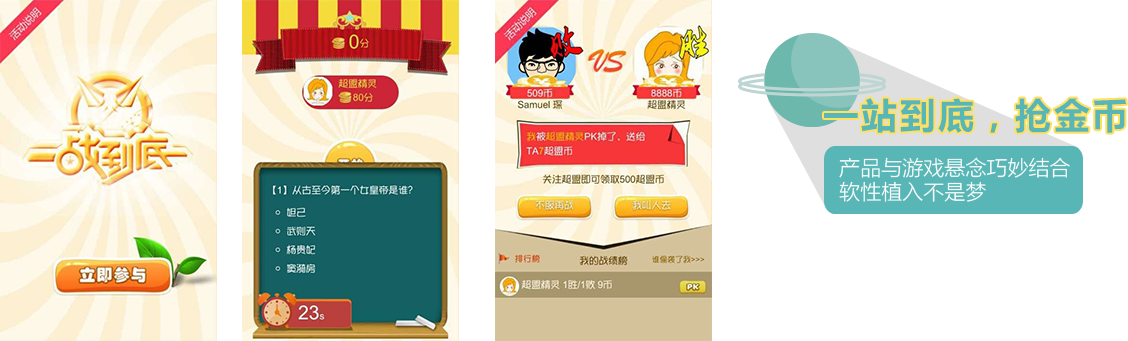 活动说明
一战到底
立即参与
0分
超盟精灵
80分
【1】从古至今第一个女皇帝是谁?
妲己
武则天
杨贵妃
窦漪房
23s
活动说明
败
VS
胜
509币
8888币
Samuel 琛
超盟精灵
我被超盟精灵PK掉了，送给
TA7超盟币
关注超盟即可领取500超盟币
不服再战
我叫人去
排行榜
我的战绩榜
谁偷袭了我>>>
超盟精灵 1胜/1败 9币
PK
一站到底，抢金币
产品与游戏悬念巧妙结合
软性植入不是梦